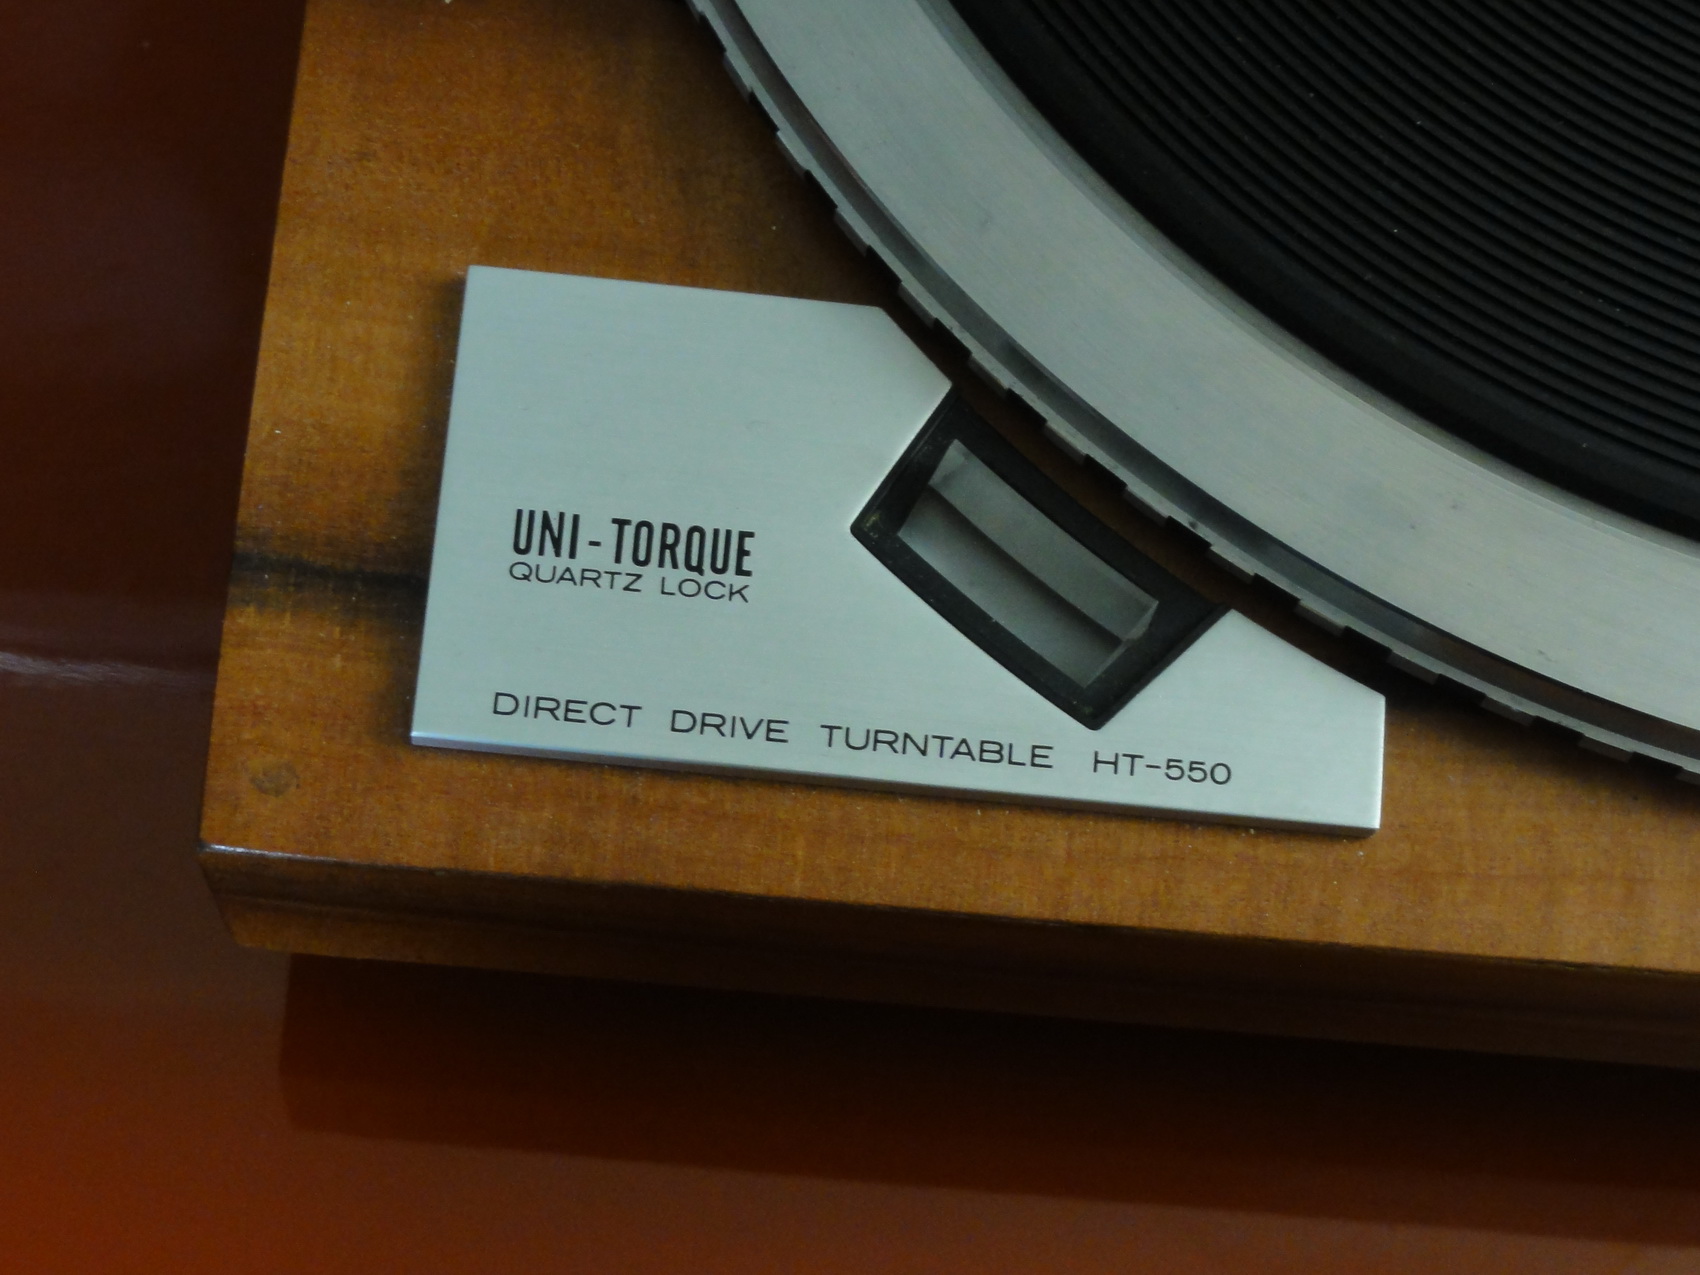 UNI-TORQUE
QUARTZ LOCK
DIRECT DRIVE TURNTABLE HT-550